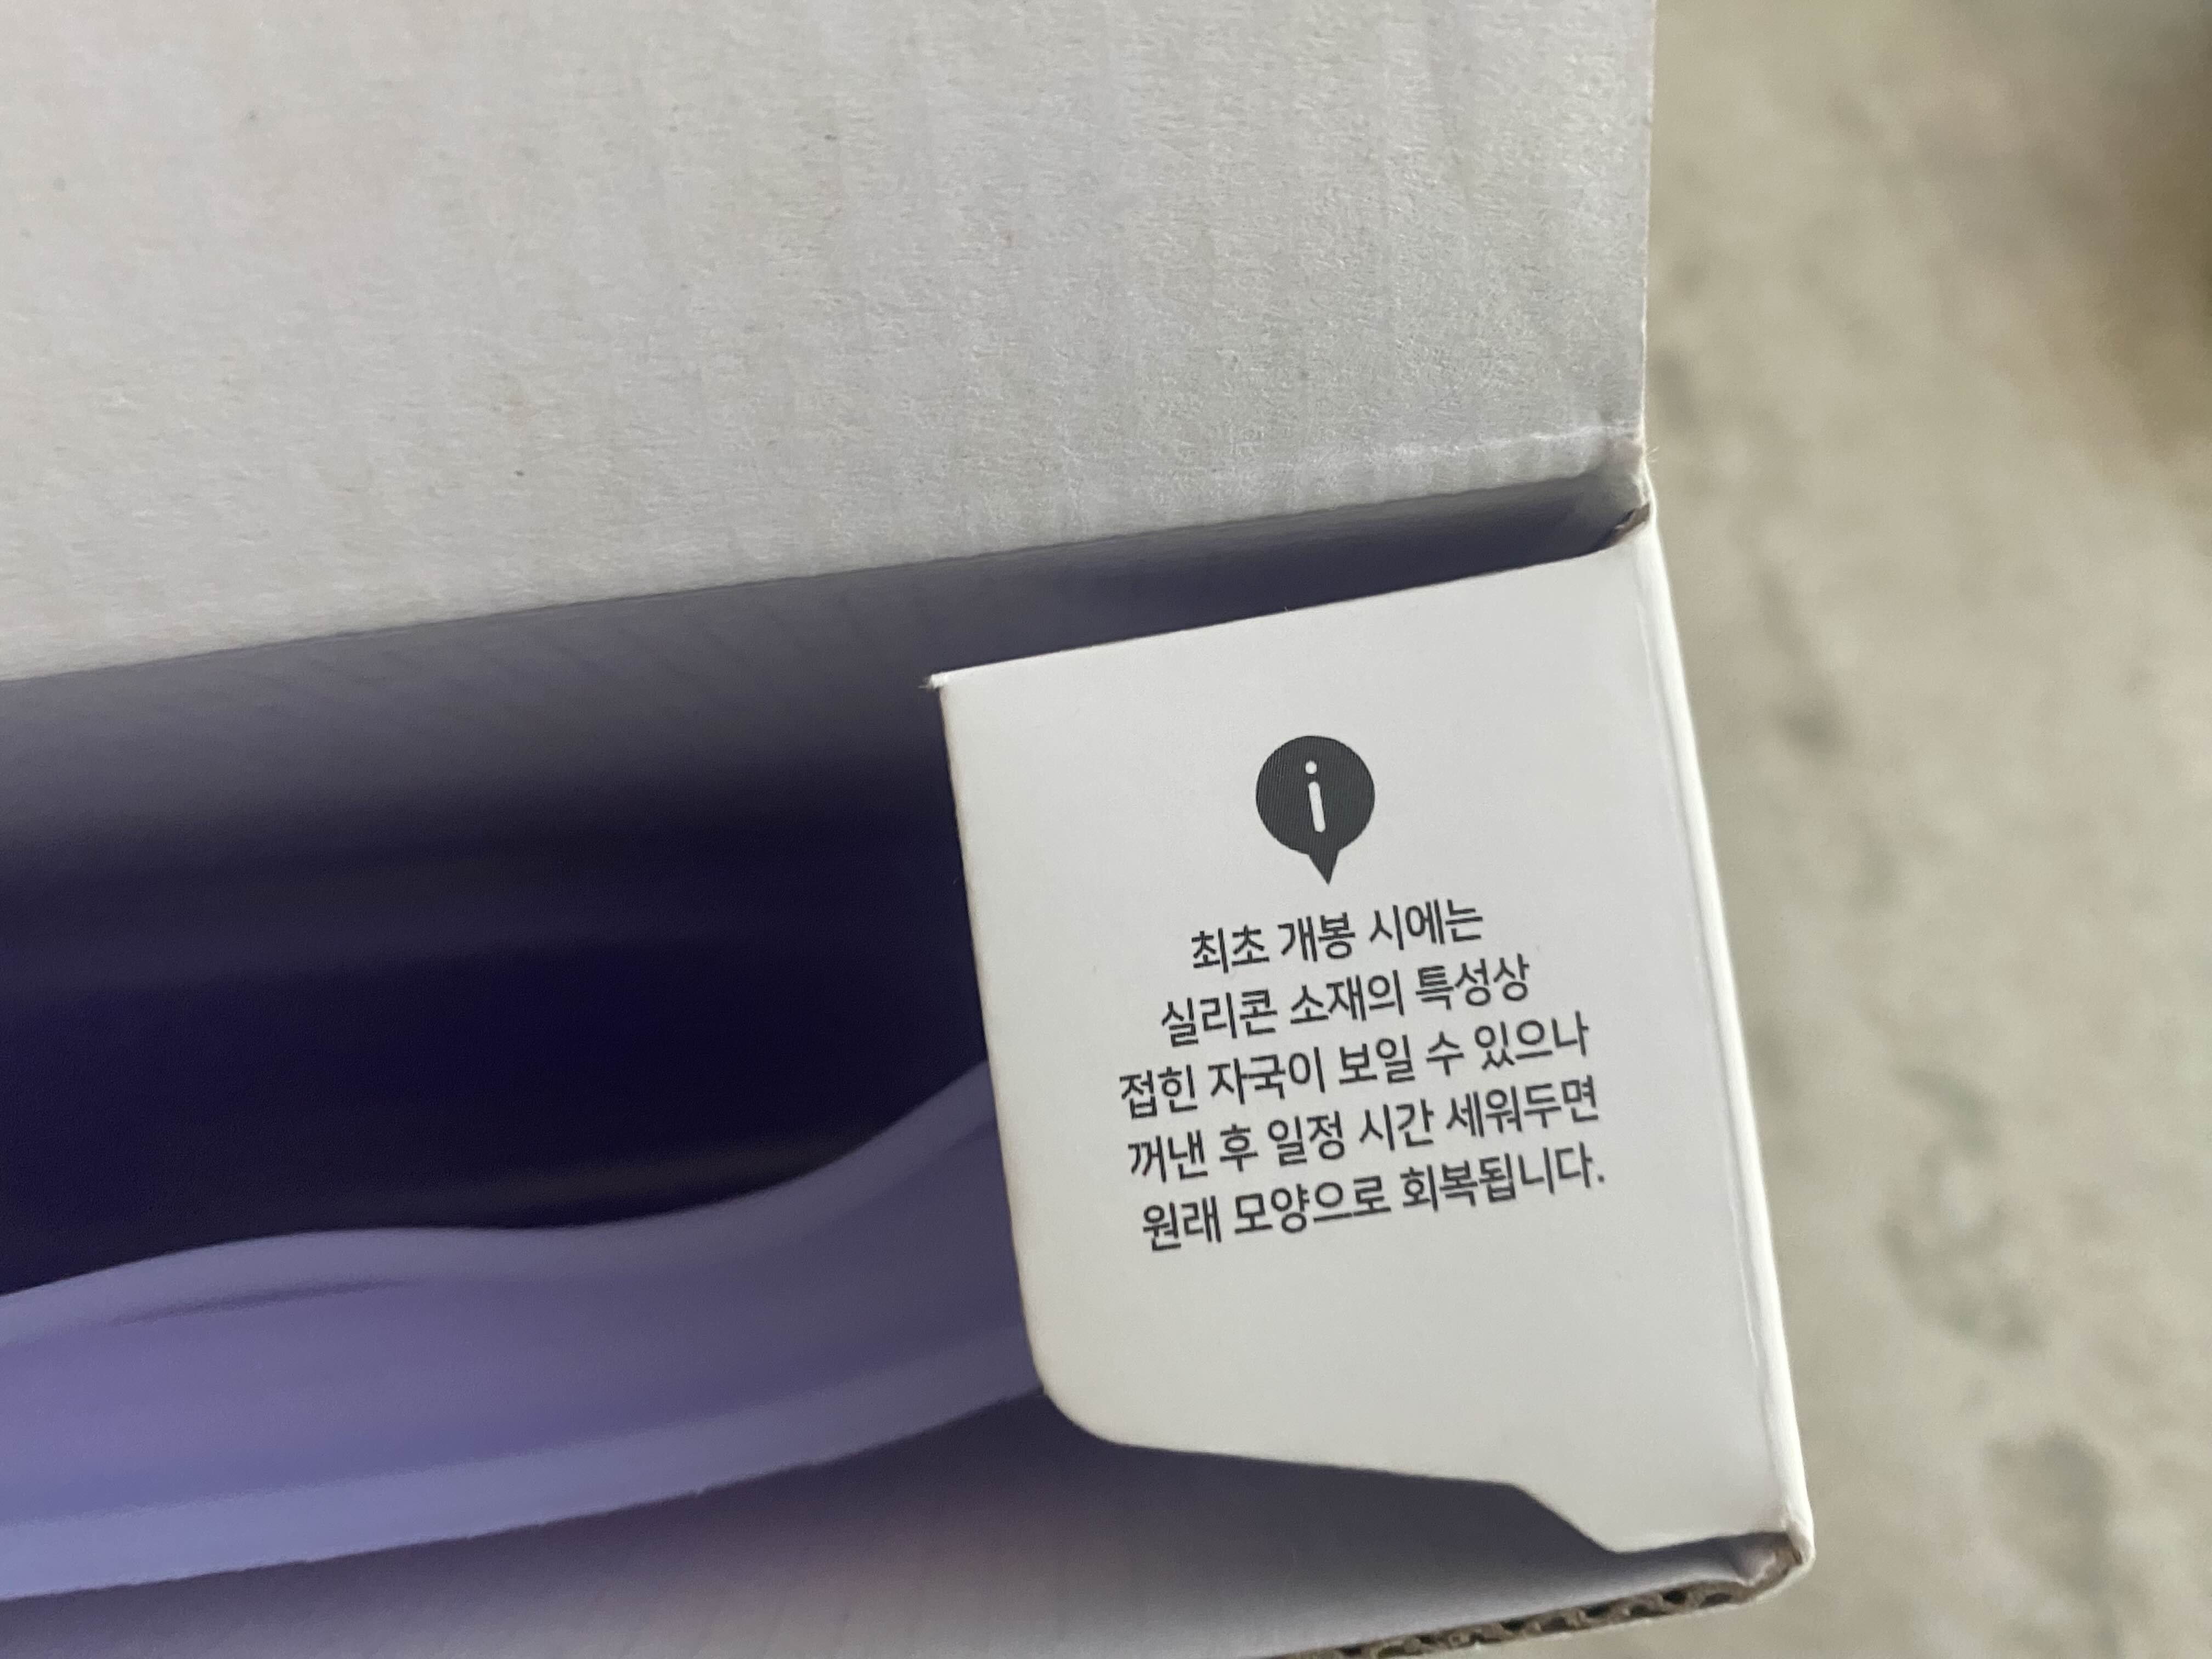 i
최초 개봉 시에는
실리콘 소재의 특성상
접힌 자국이 보일 수 있으나
꺼낸 후 일정 시간 세워두면
원래 모양으로 회복됩니다.